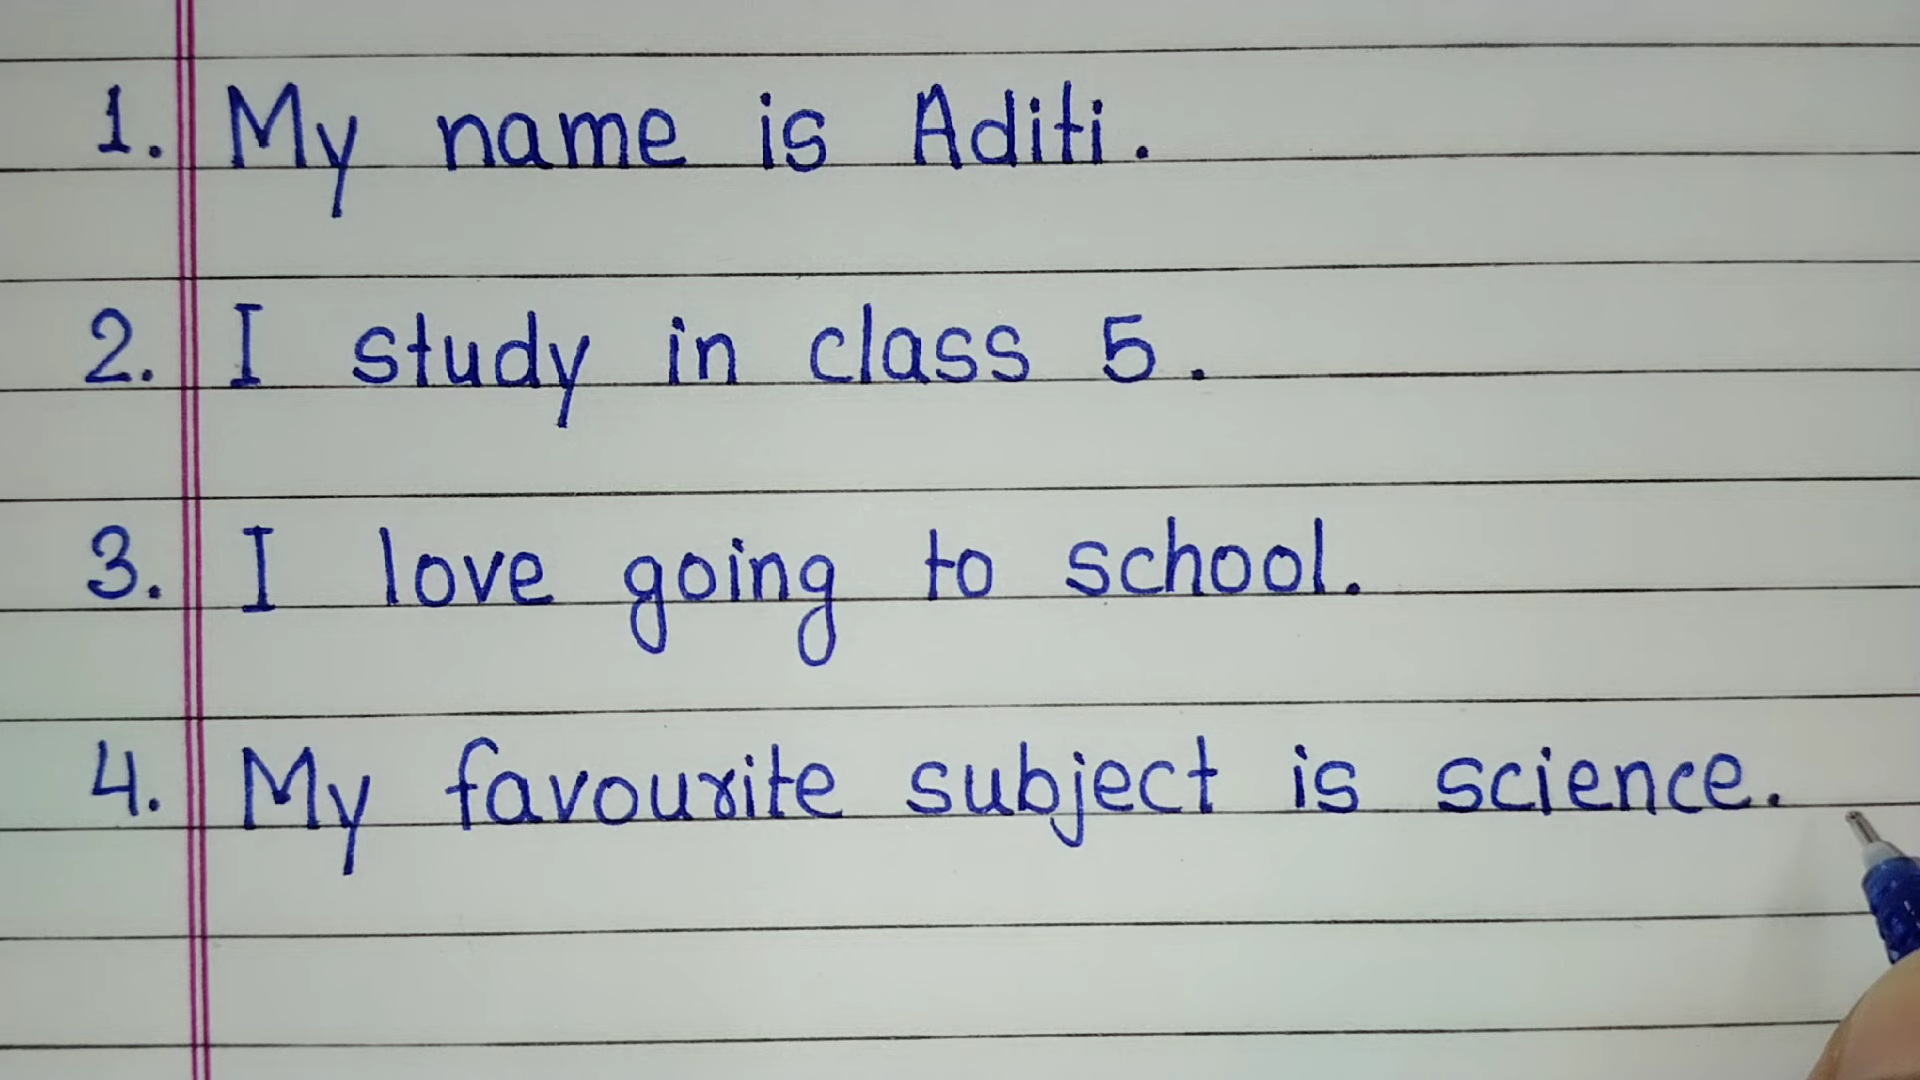 1. My name is Aditi.
2. I study in class 5.
3. I love going to school.
4. My favourite subject is science.